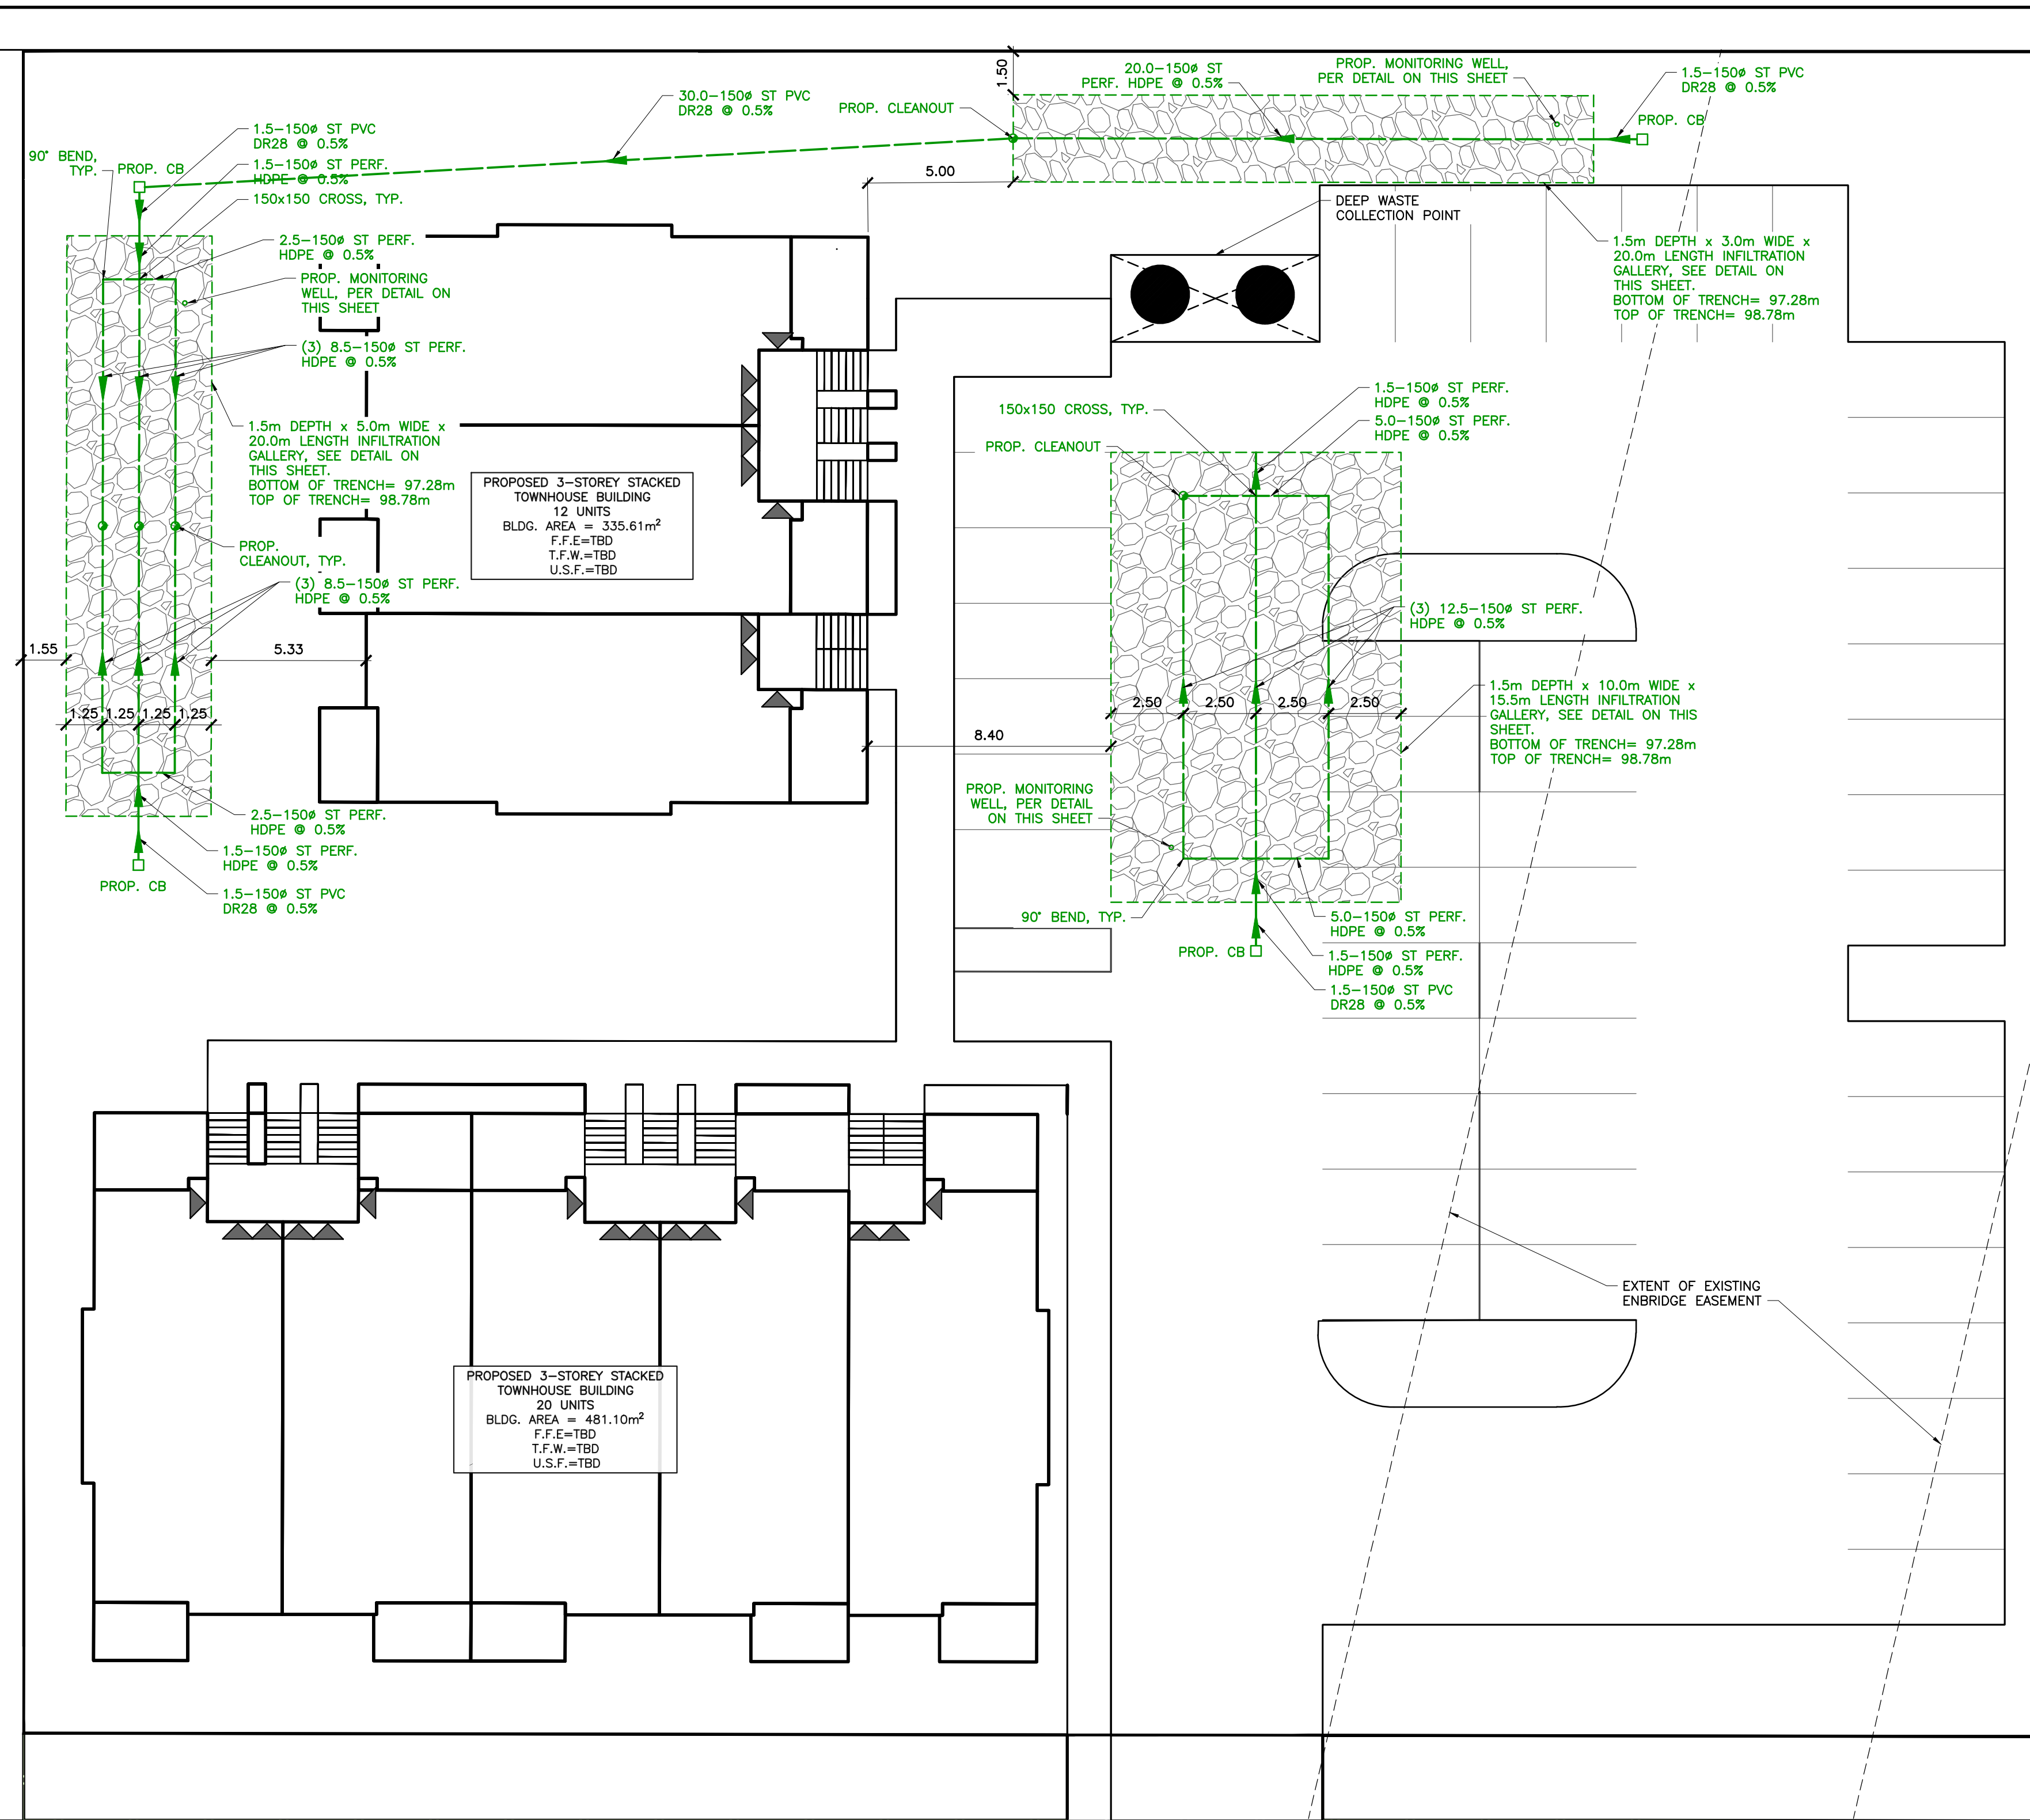 1.50
20.0-150ø ST
PERF. HDPE @ 0.5%
PROP. MONITORING WELL,
PER DETAIL ON THIS SHEET
1.5-150ø ST PVC
DR28 @ 0.5%
PROP. CB
30.0-150ø ST PVC
DR28 @ 0.5%
PROP. CLEANOUT
5.00
1.5-150ø ST PVC
DR28 @ 0.5%
90° BEND,
TYP.
PROP. CB
1.5-150ø ST PERF.
HDPE @ 0.5%
150x150 CROSS, TYP.
2.5-150ø ST PERF.
HDPE @ 0.5%
PROP. MONITORING
WELL, PER DETAIL ON
THIS SHEET
(3) 8.5-150ø ST PERF.
HDPE @ 0.5%
1.5m DEPTH x 5.0m WIDE x
20.0m LENGTH INFILTRATION
GALLERY, SEE DETAIL ON
THIS SHEET.
BOTTOM OF TRENCH= 97.28m
TOP OF TRENCH= 98.78m
PROP.
CLEANOUT, TYP.
(3) 8.5-150ø ST PERF.
HDPE @ 0.5%
1.55
5.33
1.25
1.25
1.25
1.25
2.5-150ø ST PERF.
HDPE @ 0.5%
1.5-150ø ST PERF.
HDPE @ 0.5%
PROP. CB
1.5-150ø ST PVC
DR28 @ 0.5%
PROPOSED 3-STOREY STACKED
TOWNHOUSE BUILDING
12 UNITS
BLDG. AREA = 335.61m²
F.F.E=TBD
T.F.W.=TBD
U.S.F.=TBD
DEEP WASTE
COLLECTION POINT
1.5m DEPTH x 3.0m WIDE x
20.0m LENGTH INFILTRATION
GALLERY, SEE DETAIL ON
THIS SHEET.
BOTTOM OF TRENCH= 97.28m
TOP OF TRENCH= 98.78m
1.5-150ø ST PERF.
HDPE @ 0.5%
150x150 CROSS, TYP.
5.0-150ø ST PERF.
HDPE @ 0.5%
PROP. CLEANOUT
(3) 12.5-150ø ST PERF.
HDPE @ 0.5%
2.50
2.50
2.50
2.50
8.40
1.5m DEPTH x 10.0m WIDE x
15.5m LENGTH INFILTRATION
GALLERY, SEE DETAIL ON THIS
SHEET.
BOTTOM OF TRENCH= 97.28m
TOP OF TRENCH= 98.78m
PROP. MONITORING
WELL, PER DETAIL
ON THIS SHEET
90° BEND, TYP.
5.0-150ø ST PERF.
HDPE @ 0.5%
PROP. CB
1.5-150ø ST PERF.
HDPE @ 0.5%
1.5-150ø ST PVC
DR28 @ 0.5%
EXTENT OF EXISTING
ENBRIDGE EASEMENT
PROPOSED 3-STOREY STACKED
TOWNHOUSE BUILDING
20 UNITS
BLDG. AREA = 481.10m²
F.F.E=TBD
T.F.W.=TBD
U.S.F.=TBD